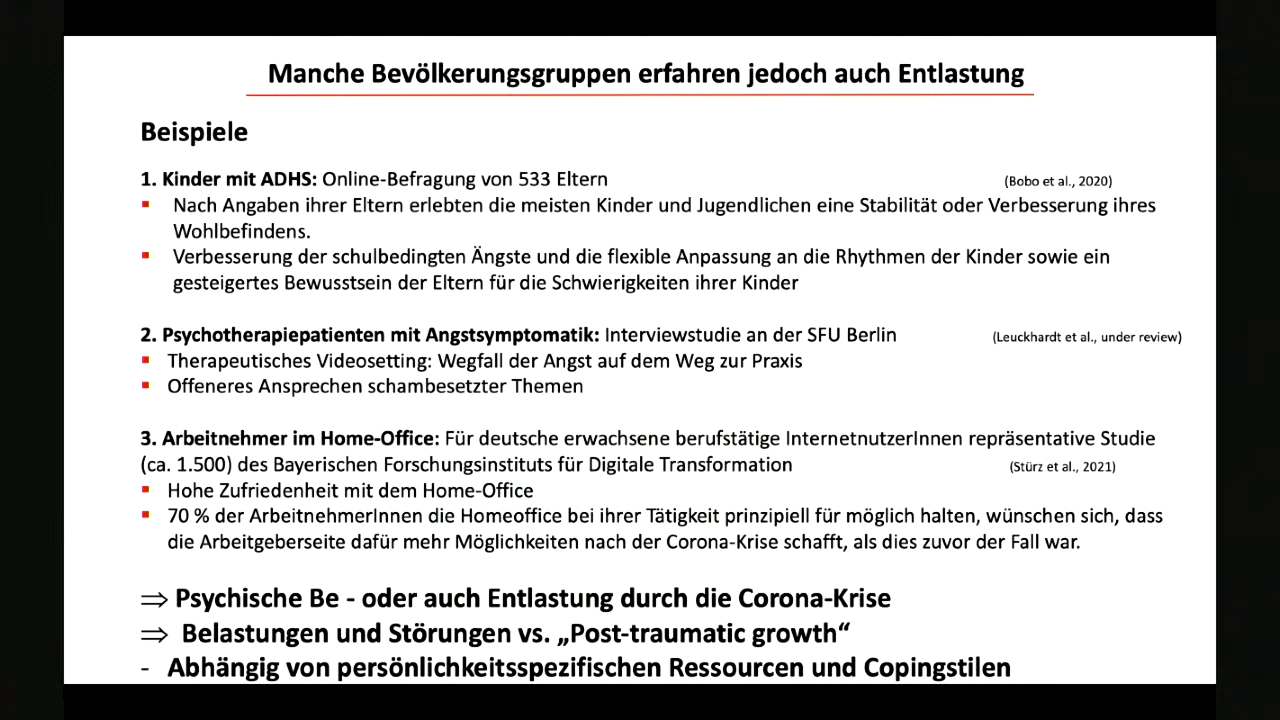 Manche Bevölkerungsgruppen erfahren jedoch auch Entlastung
Beispiele
1. Kinder mit ADHS: Online-Befragung von 533 Eltern (Bobo et al., 2020)
▪ Nach Angaben ihrer Eltern erlebten die meisten Kinder und Jugendlichen eine Stabilität oder Verbesserung ihres
Wohlbefindens.
▪ Verbesserung der schulbedingten Ängste und die flexible Anpassung an die Rhythmen der Kinder sowie ein
gesteigertes Bewusstsein der Eltern für die Schwierigkeiten ihrer Kinder
2. Psychotherapiepatienten mit Angstsymptomatik: Interviewstudie an der SFU Berlin (Leuckhardt et al., under review)
▪ Therapeutisches Videosetting: Wegfall der Angst auf dem Weg zur Praxis
▪ Offeneres Ansprechen schambesetzter Themen
3. Arbeitnehmer im Home-Office: Für deutsche erwachsene berufstätige InternetnutzerInnen repräsentative Studie
(ca. 1.500) des Bayerischen Forschungsinstituts für Digitale Transformation (Stürz et al., 2021)
▪ Hohe Zufriedenheit mit dem Home-Office
▪ 70 % der ArbeitnehmerInnen die Homeoffice bei ihrer Tätigkeit prinzipiell für möglich halten, wünschen sich, dass
die Arbeitgeberseite dafür mehr Möglichkeiten nach der Corona-Krise schafft, als dies zuvor der Fall war.
⇒ Psychische Be - oder auch Entlastung durch die Corona-Krise
⇒ Belastungen und Störungen vs. „Post-traumatic growth“
- Abhängig von persönlichkeitsspezifischen Ressourcen und Copingstilen